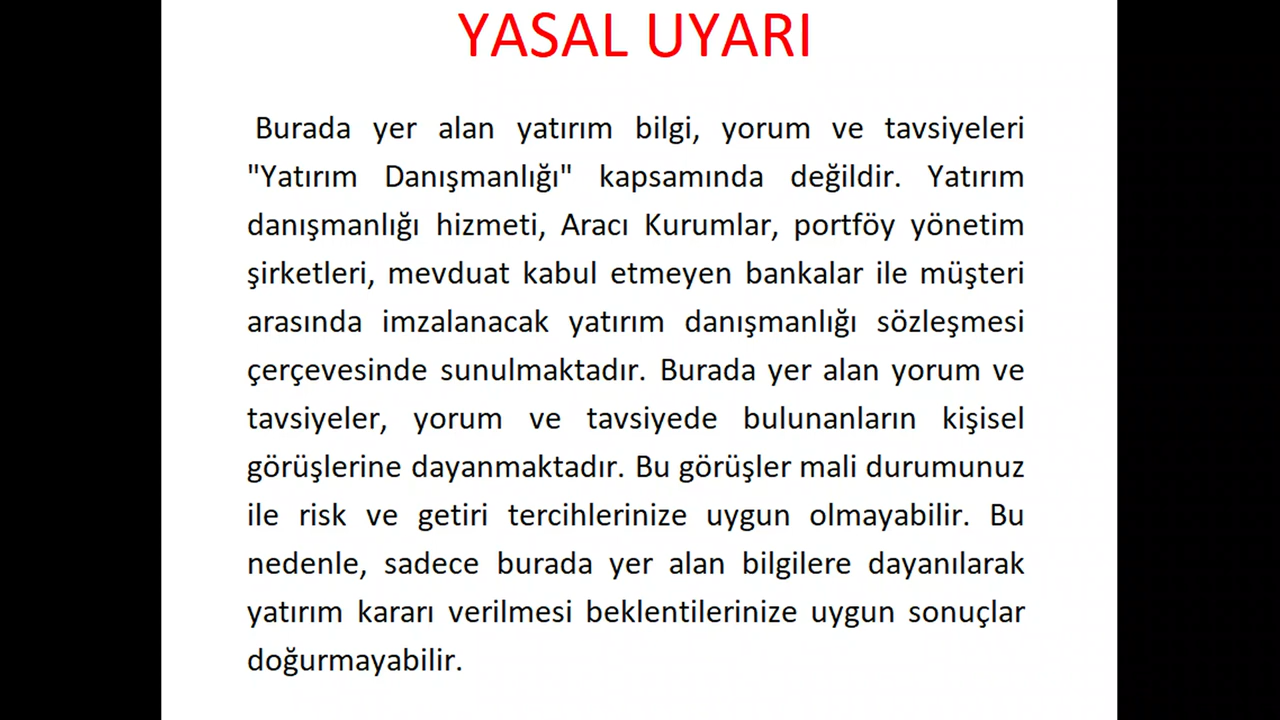 YASAL UYARI
Burada yer alan yatırım bilgi, yorum ve tavsiyeleri
"Yatırım Danışmanlığı" kapsamında değildir. Yatırım
danışmanlığı hizmeti, Aracı Kurumlar, portföy yönetim
şirketleri, mevduat kabul etmeyen bankalar ile müşteri
arasında imzalanacak yatırım danışmanlığı sözleşmesi
çerçevesinde sunulmaktadır. Burada yer alan yorum ve
tavsiyeler, yorum ve tavsiyede bulunanların kişisel
görüşlerine dayanmaktadır. Bu görüşler mali durumunuz
ile risk ve getiri tercihlerinize uygun olmayabilir. Bu
nedenle, sadece burada yer alan bilgilere dayanılarak
yatırım kararı verilmesi beklentilerinize uygun sonuçlar
doğurmayabilir.